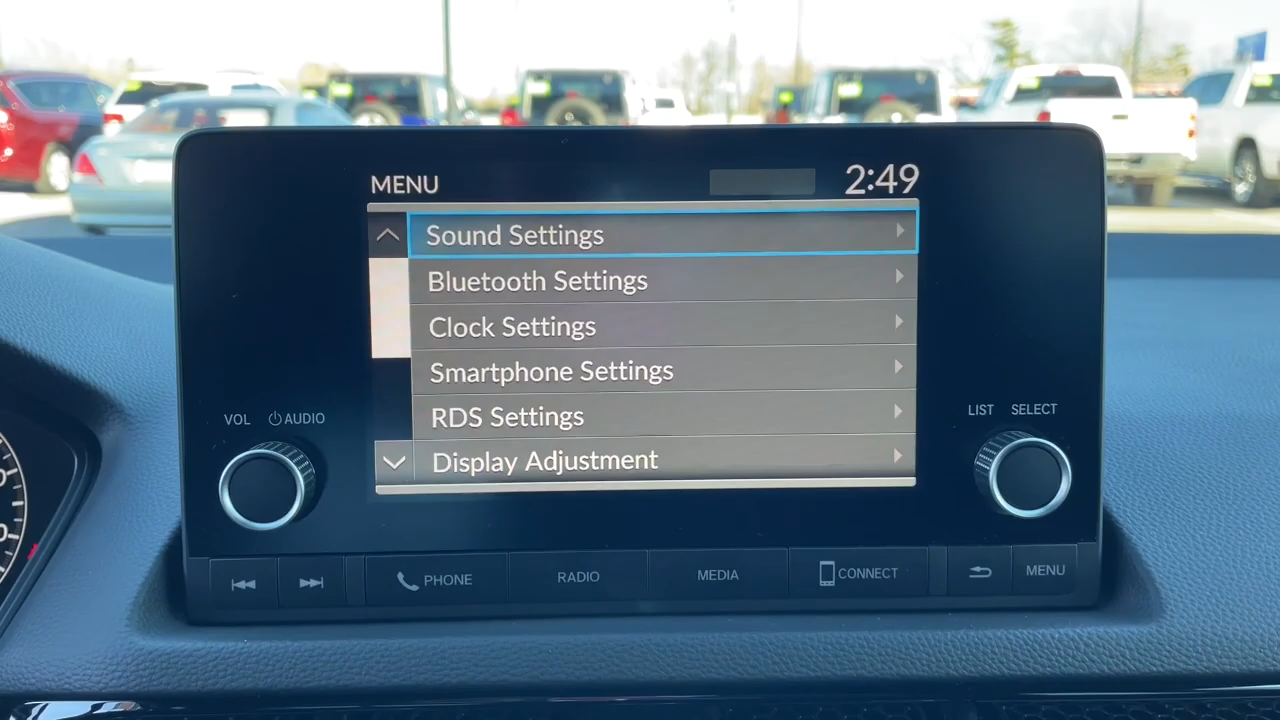 MENU
2:49
Sound Settings
Bluetooth Settings
Clock Settings
Smartphone Settings
RDS Settings
Display Adjustment
VOL AUDIO
LIST SELECT
PHONE
RADIO
MEDIA
CONNECT
MENU